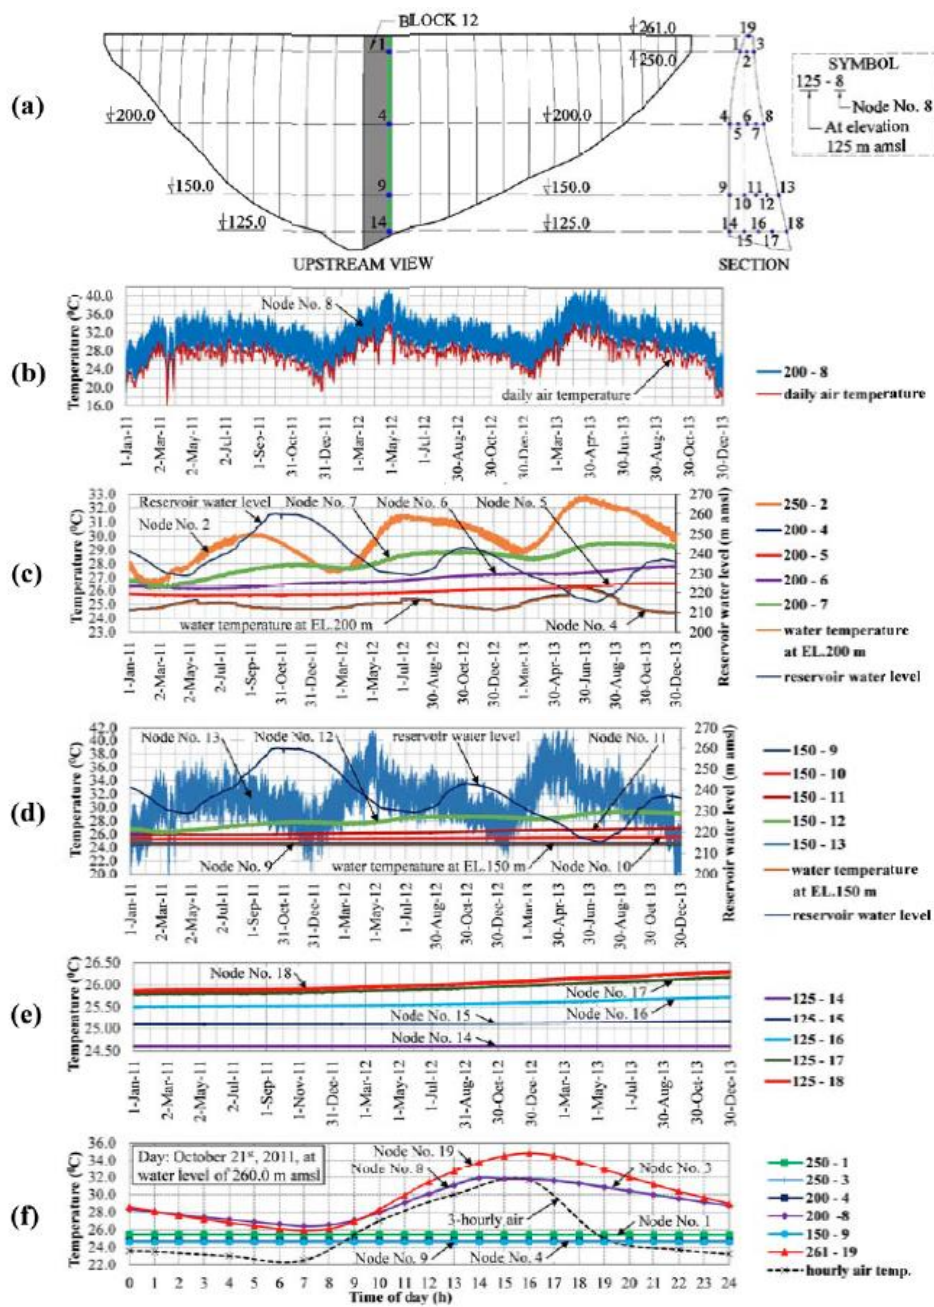 (a)
BLOCK 12
261.0
250.0
200.0
200.0
150.0
150.0
125.0
125.0
1
4
9
14
19
1 3
2
4 6 8
5 7
9 11 13
10 12
14 16 18
15 17
UPSTREAM VIEW
SECTION
SYMBOL
125 - 8
Node No. 8
At elevation
125 m amsl
(b)
Temperature (⁰C)
40.0
36.0
32.0
28.0
24.0
20.0
16.0
Node No. 8
daily air temperature
200 - 8
daily air temperature
1-Jan-11
2-Mar-11
2-May-11
2-Jul-11
1-Sep-11
31-Oct-11
31-Dec-11
1-Mar-12
1-May-12
1-Jul-12
30-Aug-12
30-Oct-12
30-Dec-12
1-Mar-13
30-Apr-13
30-Jun-13
30-Aug-13
30-Oct-13
30-Dec-13
(c)
Temperature (⁰C)
33.0
32.0
31.0
30.0
29.0
28.0
27.0
26.0
25.0
24.0
23.0
Reservoir water level
Node No. 7
Node No. 6
Node No. 5
Node No. 2
water temperature at EL.200 m
Node No. 4
270
260
250
240
230
220
210
200
Reservoir water level (m amsl)
250 - 2
200 - 4
200 - 5
200 - 6
200 - 7
water temperature
at EL.200 m
reservoir water level
1-Jan-11
2-Mar-11
2-May-11
2-Jul-11
1-Sep-11
31-Oct-11
31-Dec-11
1-Mar-12
1-May-12
1-Jul-12
30-Aug-12
30-Oct-12
30-Dec-12
1-Mar-13
30-Apr-13
30-Jun-13
30-Aug-13
30-Oct-13
30-Dec-13
(d)
Temperature (⁰C)
42.0
40.0
38.0
36.0
34.0
32.0
30.0
28.0
26.0
24.0
22.0
20.0
Node No. 13
Node No. 12
reservoir water level
Node No. 11
Node No. 9
water temperature at EL.150 m
Node No. 10
270
260
250
240
230
220
210
200
Reservoir water level (m amsl)
150 - 9
150 - 10
150 - 11
150 - 12
150 - 13
water temperature
at EL.150 m
reservoir water level
1-Jan-11
2-Mar-11
2-May-11
2-Jul-11
1-Sep-11
31-Oct-11
31-Dec-11
1-Mar-12
1-May-12
1-Jul-12
30-Aug-12
30-Oct-12
30-Dec-12
1-Mar-13
30-Apr-13
30-Jun-13
30-Aug-13
30-Oct-13
30-Dec-13
(e)
Temperature (⁰C)
26.50
26.00
25.50
25.00
24.50
Node No. 18
Node No. 17
Node No. 16
Node No. 15
Node No. 14
125 - 14
125 - 15
125 - 16
125 - 17
125 - 18
1-Jan-11
2-Mar-11
2-May-11
2-Jul-11
1-Sep-11
1-Nov-11
31-Dec-11
1-Mar-12
1-May-12
1-Jul-12
31-Aug-12
30-Oct-12
30-Dec-12
1-Mar-13
1-May-13
1-Jul-13
30-Aug-13
30-Oct-13
30-Dec-13
(f)
Temperature (⁰C)
36.0
34.0
32.0
30.0
28.0
26.0
24.0
22.0
Day: October 21st, 2011, at
water level of 260.0 m amsl
Node No. 19
Node No. 8
Node No. 3
3-hourly air
Node No. 1
Node No. 9
Node No. 4
250 - 1
250 - 3
200 - 4
200 -8
150 - 9
261 - 19
hourly air temp.
0 1 2 3 4 5 6 7 8 9 10 11 12 13 14 15 16 17 18 19 20 21 22 23 24
Time of day (h)